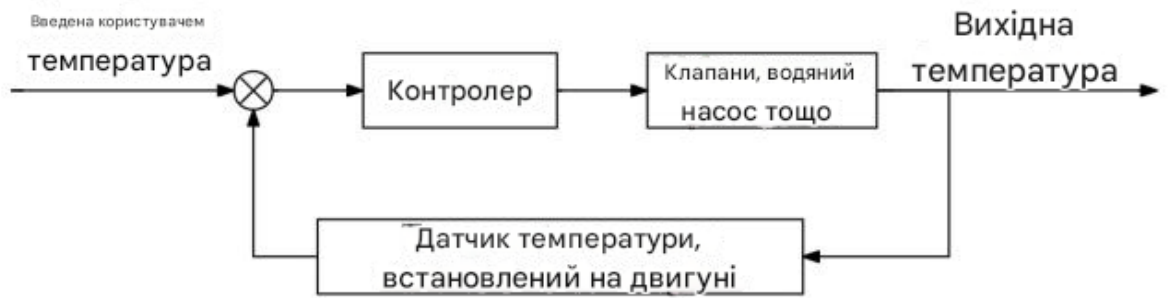 Введена користувачем
температура
Контролер
Клапани, водяний
насос тощо
Вихідна
температура
Датчик температури,
встановлений на двигуні